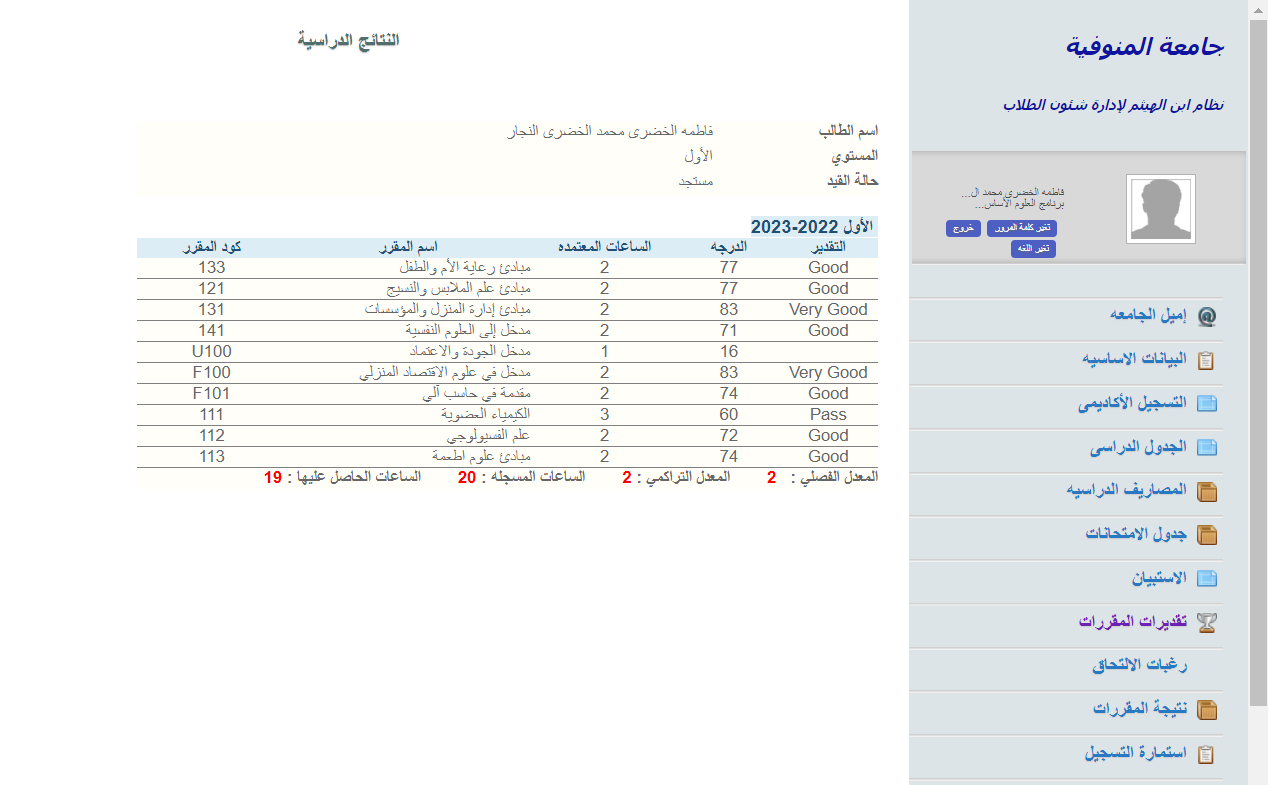 جامعة المنوفية
نظام ابن الهيثم لإدارة شئون الطلاب
فاطمه الخضرى محمد ال...
برنامج العلوم الأساس...
تغير كلمة المرور خروج
تغير اللغه
إميل الجامعه
البيانات الاساسيه
التسجيل الأكاديمى
الجدول الدراسى
المصاريف الدراسيه
جدول الامتحانات
الاستبيان
تقديرات المقررات
رغبات الالتحاق
نتيجة المقررات
استمارة التسجيل
النتائج الدراسية
اسم الطالب فاطمه الخضرى محمد الخضرى النجار
المستوي الأول
حالة القيد مستجد
الأول 2022-2023
التقدير الدرجه الساعات المعتمده اسم المقرر كود المقرر
Good 77 2 مبادئ رعاية الأم والطفل 133
Good 77 2 مبادئ علم الملابس والنسيج 121
Very Good 83 2 مبادئ إدارة المنزل والمؤسسات 131
Good 71 2 مدخل إلى العلوم النفسية 141
16 1 مدخل الجودة والاعتماد U100
Very Good 83 2 مدخل في علوم الاقتصاد المنزلي F100
Good 74 2 مقدمة في حاسب آلي F101
Pass 60 3 الكيمياء العضوية 111
Good 72 2 علم الفسيولوجي 112
Good 74 2 مبادئ علوم اطعمة 113
المعدل الفصلي : 2 المعدل التراكمي : 2 الساعات المسجله : 20 الساعات الحاصل عليها : 19